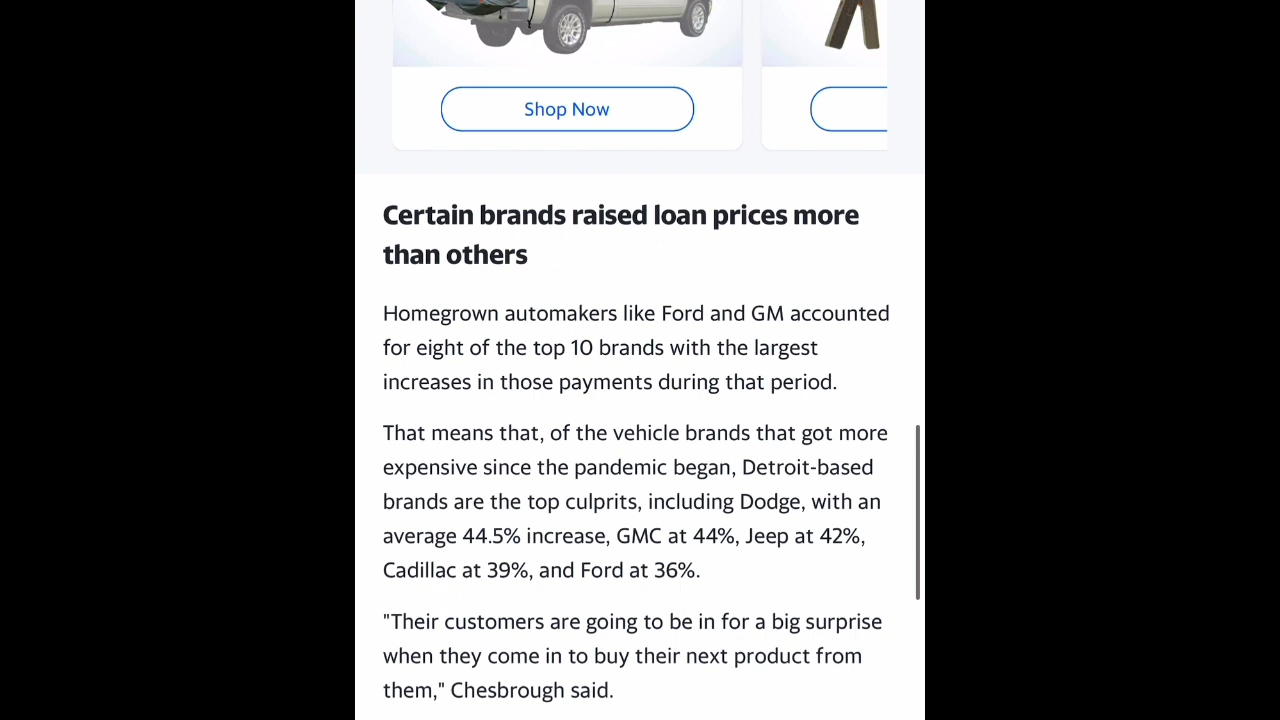 Shop Now
Certain brands raised loan prices more
than others
Homegrown automakers like Ford and GM accounted
for eight of the top 10 brands with the largest
increases in those payments during that period.
That means that, of the vehicle brands that got more
expensive since the pandemic began, Detroit-based
brands are the top culprits, including Dodge, with an
average 44.5% increase, GMC at 44%, Jeep at 42%,
Cadillac at 39%, and Ford at 36%.
"Their customers are going to be in for a big surprise
when they come in to buy their next product from
them," Chesbrough said.